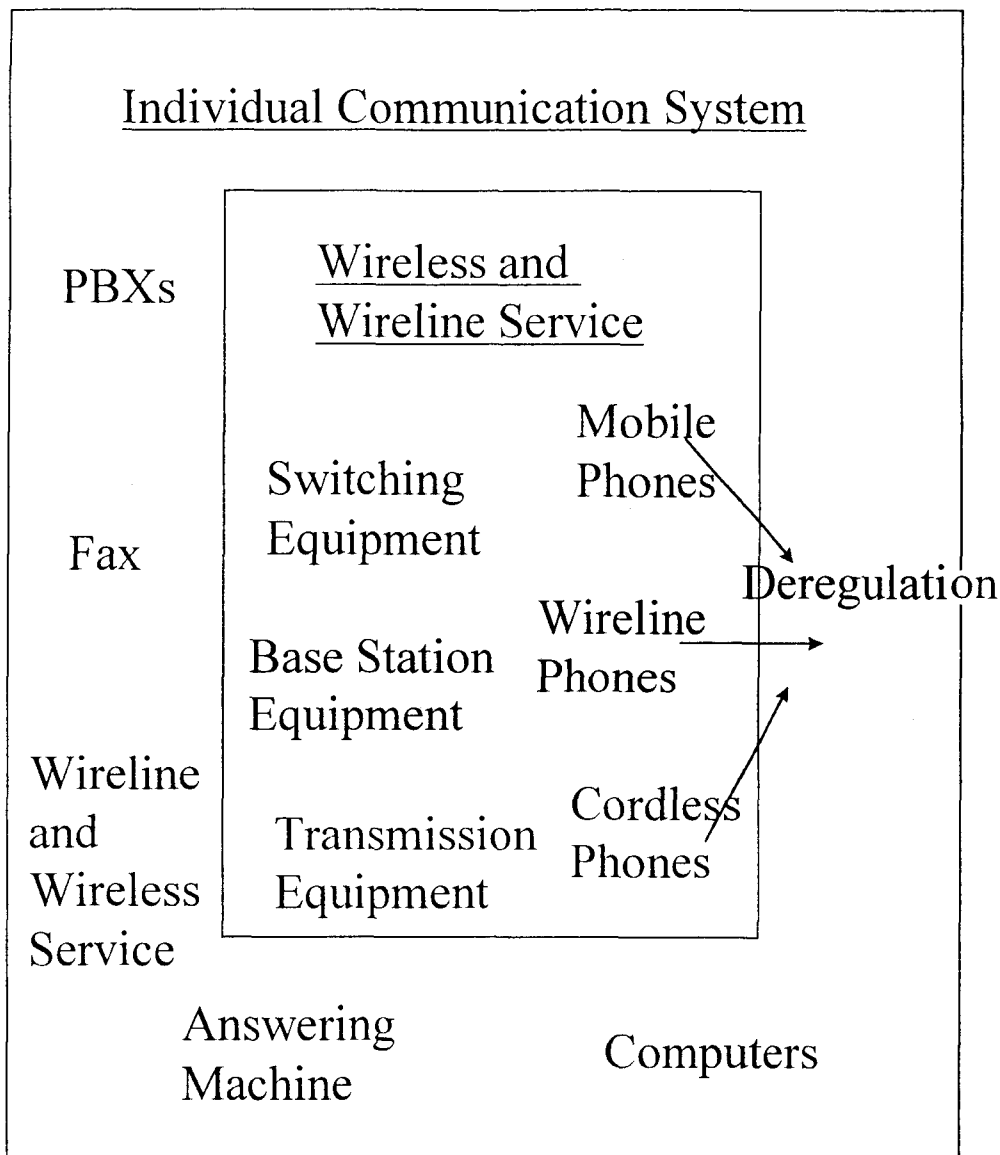 Individual Communication System
PBXs
Wireless and
Wireline Service
Mobile
Phones
Switching
Equipment
Fax
Deregulation
Wireline
Phones
Base Station
Equipment
Wireline
and
Wireless
Service
Cordless
Phones
Transmission
Equipment
Answering
Machine
Computers